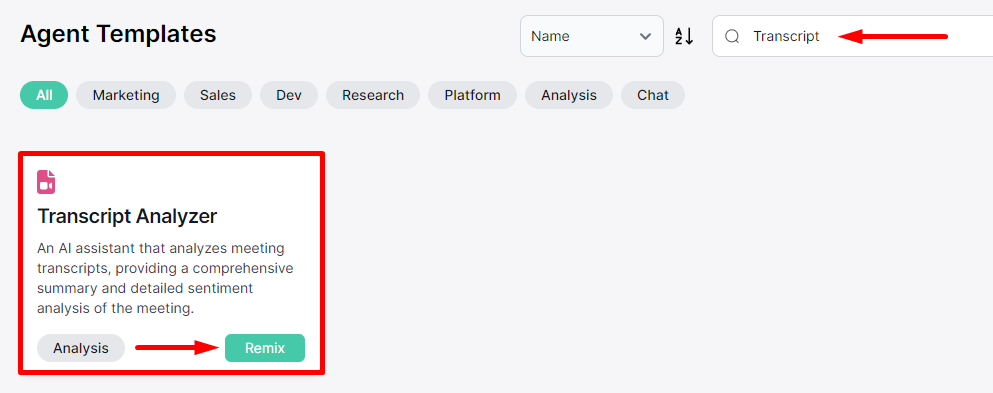 Agent Templates
Name
A
Z
Transcript
All
Marketing
Sales
Dev
Research
Platform
Analysis
Chat
Transcript Analyzer
An AI assistant that analyzes meeting
transcripts, providing a comprehensive
summary and detailed sentiment
analysis of the meeting.
Analysis
Remix